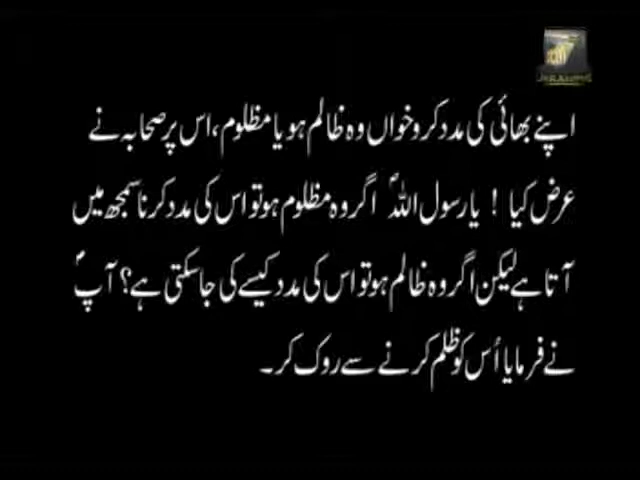 اپنے بھائی کی مدد کرو خواں وہ ظالم ہو یا مظلوم، اس پر صحابہ نے
عرض کیا ! یا رسول اللہؐ اگر وہ مظلوم ہو تو اس کی مدد کرنا سمجھ میں
آتا ہے لیکن اگر وہ ظالم ہو تو اس کی مدد کیسے کی جا سکتی ہے؟ آپؐ
نے فرمایا اُس کو ظلم کرنے سے روک کر۔